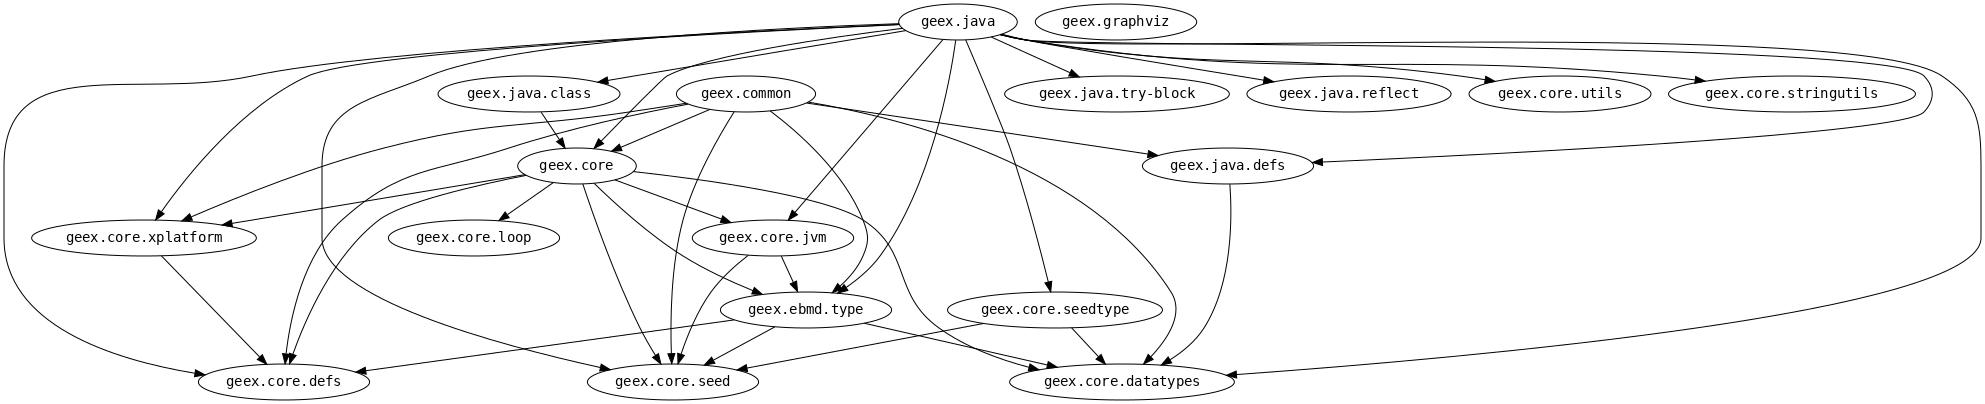 geex.java
geex.graphviz
geex.java.class
geex.common
geex.java.try-block
geex.java.reflect
geex.core.utils
geex.core.stringutils
geex.core
geex.java.defs
geex.core.xplatform
geex.core.loop
geex.core.jvm
geex.ebmd.type
geex.core.seedtype
geex.core.defs
geex.core.seed
geex.core.datatypes